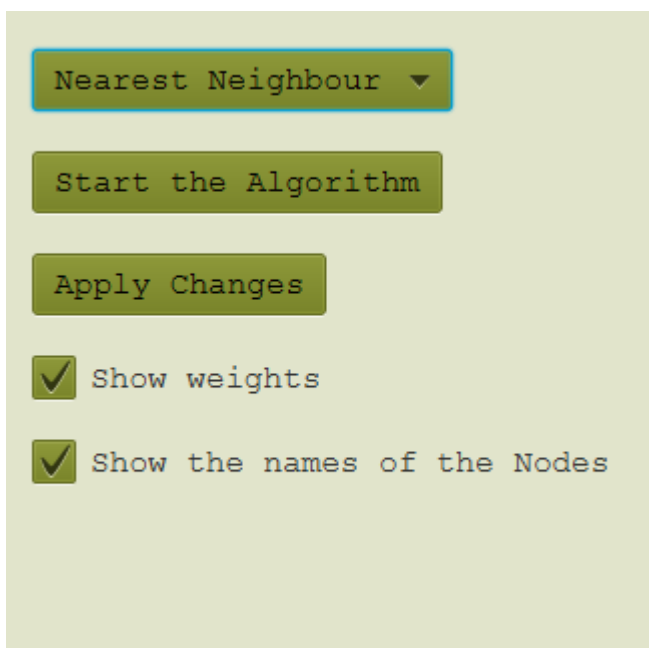 Nearest Neighbour
Start the Algorithm
Apply Changes
Show weights
Show the names of the Nodes